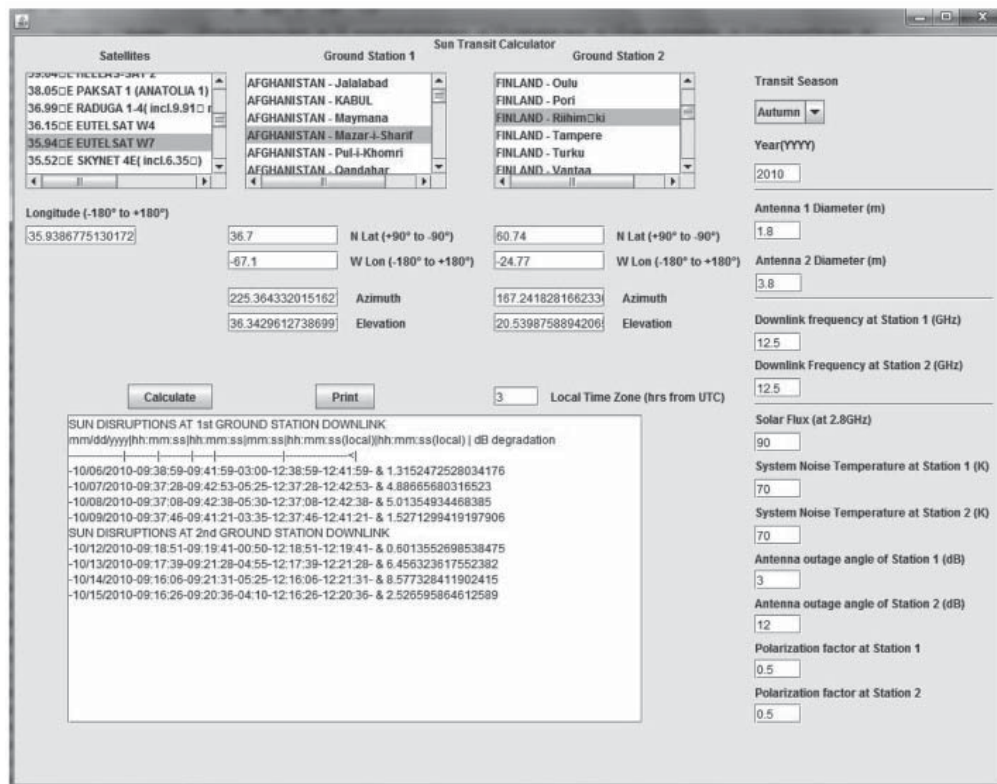 Sun Transit Calculator
Satellites
Ground Station 1
Ground Station 2
38.05□E PAKSAT 1 (ANATOLIA 1)
36.99□E RADUGA 1-4( incl.9.91□
36.15□E EUTELSAT W4
35.94□E EUTELSAT W7
35.52□E SKYNET 4E( incl.6.35□)
AFGHANISTAN - Jalalabad
AFGHANISTAN - KABUL
AFGHANISTAN - Maymana
AFGHANISTAN - Mazar-i-Sharif
AFGHANISTAN - Pul-i-Khomri
AFGHANISTAN - Qandahar
FINLAND - Oulu
FINLAND - Pori
FINLAND - Riihim□ki
FINLAND - Tampere
FINLAND - Turku
FINLAND - Vantaa
Transit Season
Autumn
Year(YYYY)
2010
Longitude (-180° to +180°)
35.9386775130172
36.7 N Lat (+90° to -90°)
-67.1 W Lon (-180° to +180°)
225.364332015162 Azimuth
36.3429612738699 Elevation
60.74 N Lat (+90° to -90°)
-24.77 W Lon (-180° to +180°)
167.241828166233 Azimuth
20.539875889420 Elevation
Antenna 1 Diameter (m)
1.8
Antenna 2 Diameter (m)
3.8
Downlink frequency at Station 1 (GHz)
12.5
Downlink Frequency at Station 2 (GHz)
12.5
Calculate
Print
3 Local Time Zone (hrs from UTC)
SUN DISRUPTIONS AT 1st GROUND STATION DOWNLINK
mm/dd/yyyy|hh:mm:ss|hh:mm:ss|mm:ss|hh:mm:ss(local)|hh:mm:ss(local) | dB degradation
-10/06/2010-09:38:59-09:41:59-03:00-12:38:59-12:41:59- & 1.3152472528034176
-10/07/2010-09:37:28-09:42:53-05:25-12:37:28-12:42:53- & 4.88665680316523
-10/08/2010-09:37:08-09:42:38-05:30-12:37:08-12:42:38- & 5.01354934468385
-10/09/2010-09:37:46-09:41:21-03:35-12:37:46-12:41:21- & 1.5271299419197906
SUN DISRUPTIONS AT 2nd GROUND STATION DOWNLINK
-10/12/2010-09:18:51-09:19:41-00:50-12:18:51-12:19:41- & 0.6013552698538475
-10/13/2010-09:17:39-09:21:28-04:55-12:17:39-12:21:28- & 6.456323617552382
-10/14/2010-09:16:06-09:21:31-05:25-12:16:06-12:21:31- & 8.577328411902415
-10/15/2010-09:16:26-09:20:36-04:10-12:16:26-12:20:36- & 2.526595864612589
Solar Flux (at 2.8GHz)
90
System Noise Temperature at Station 1 (K)
70
System Noise Temperature at Station 2 (K)
70
Antenna outage angle of Station 1 (dB)
3
Antenna outage angle of Station 2 (dB)
12
Polarization factor at Station 1
0.5
Polarization factor at Station 2
0.5